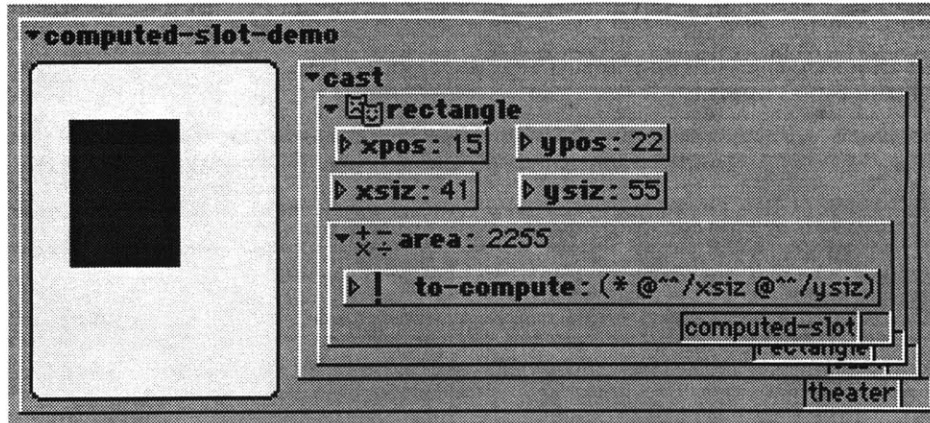 computed-slot-demo
cast
rectangle
xpos: 15 ypos: 22
xsiz: 41 ysiz: 55
area: 2255
! to-compute: (* @^^/xsiz @^^/ysiz)
computed-slot
rectangle
theater